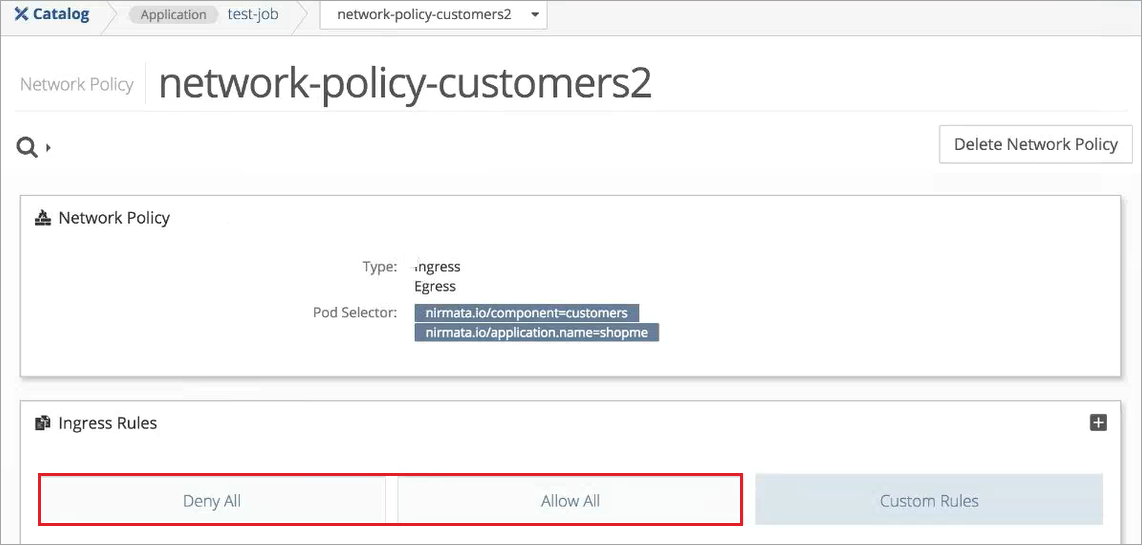 Catalog Application test-job network-policy-customers2
Network Policy network-policy-customers2
Delete Network Policy
Network Policy
Type: Ingress
Egress
Pod Selector: nirmata.io/component=customers
nirmata.io/application.name=shopme
Ingress Rules
Deny All Allow All Custom Rules